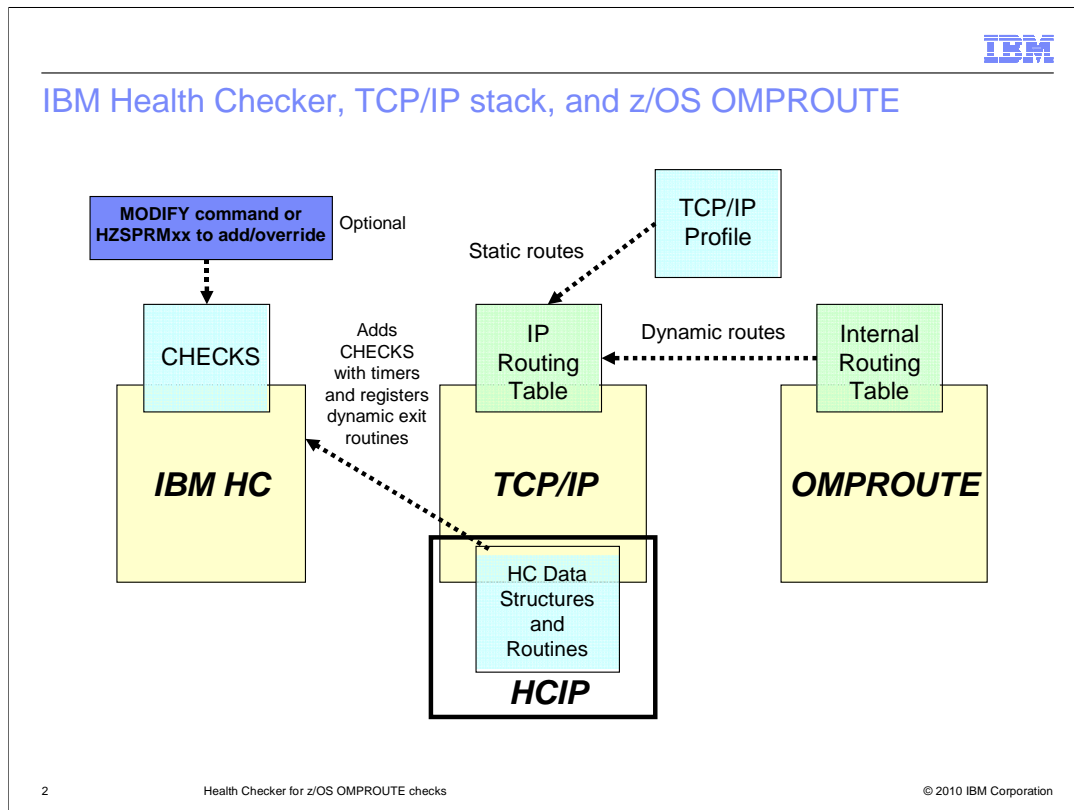 IBM
IBM Health Checker, TCP/IP stack, and z/OS OMPROUTE
MODIFY command or
HZSPRMxx to add/override
Optional
TCP/IP
Profile
Static routes
CHECKS
Adds
CHECKS
with timers
and registers
dynamic exit
routines
IP
Routing
Table
Dynamic routes
Internal
Routing
Table
IBM HC
TCP/IP
OMPROUTE
HC Data
Structures
and
Routines
HCIP
2
Health Checker for z/OS OMPROUTE checks
© 2010 IBM Corporation